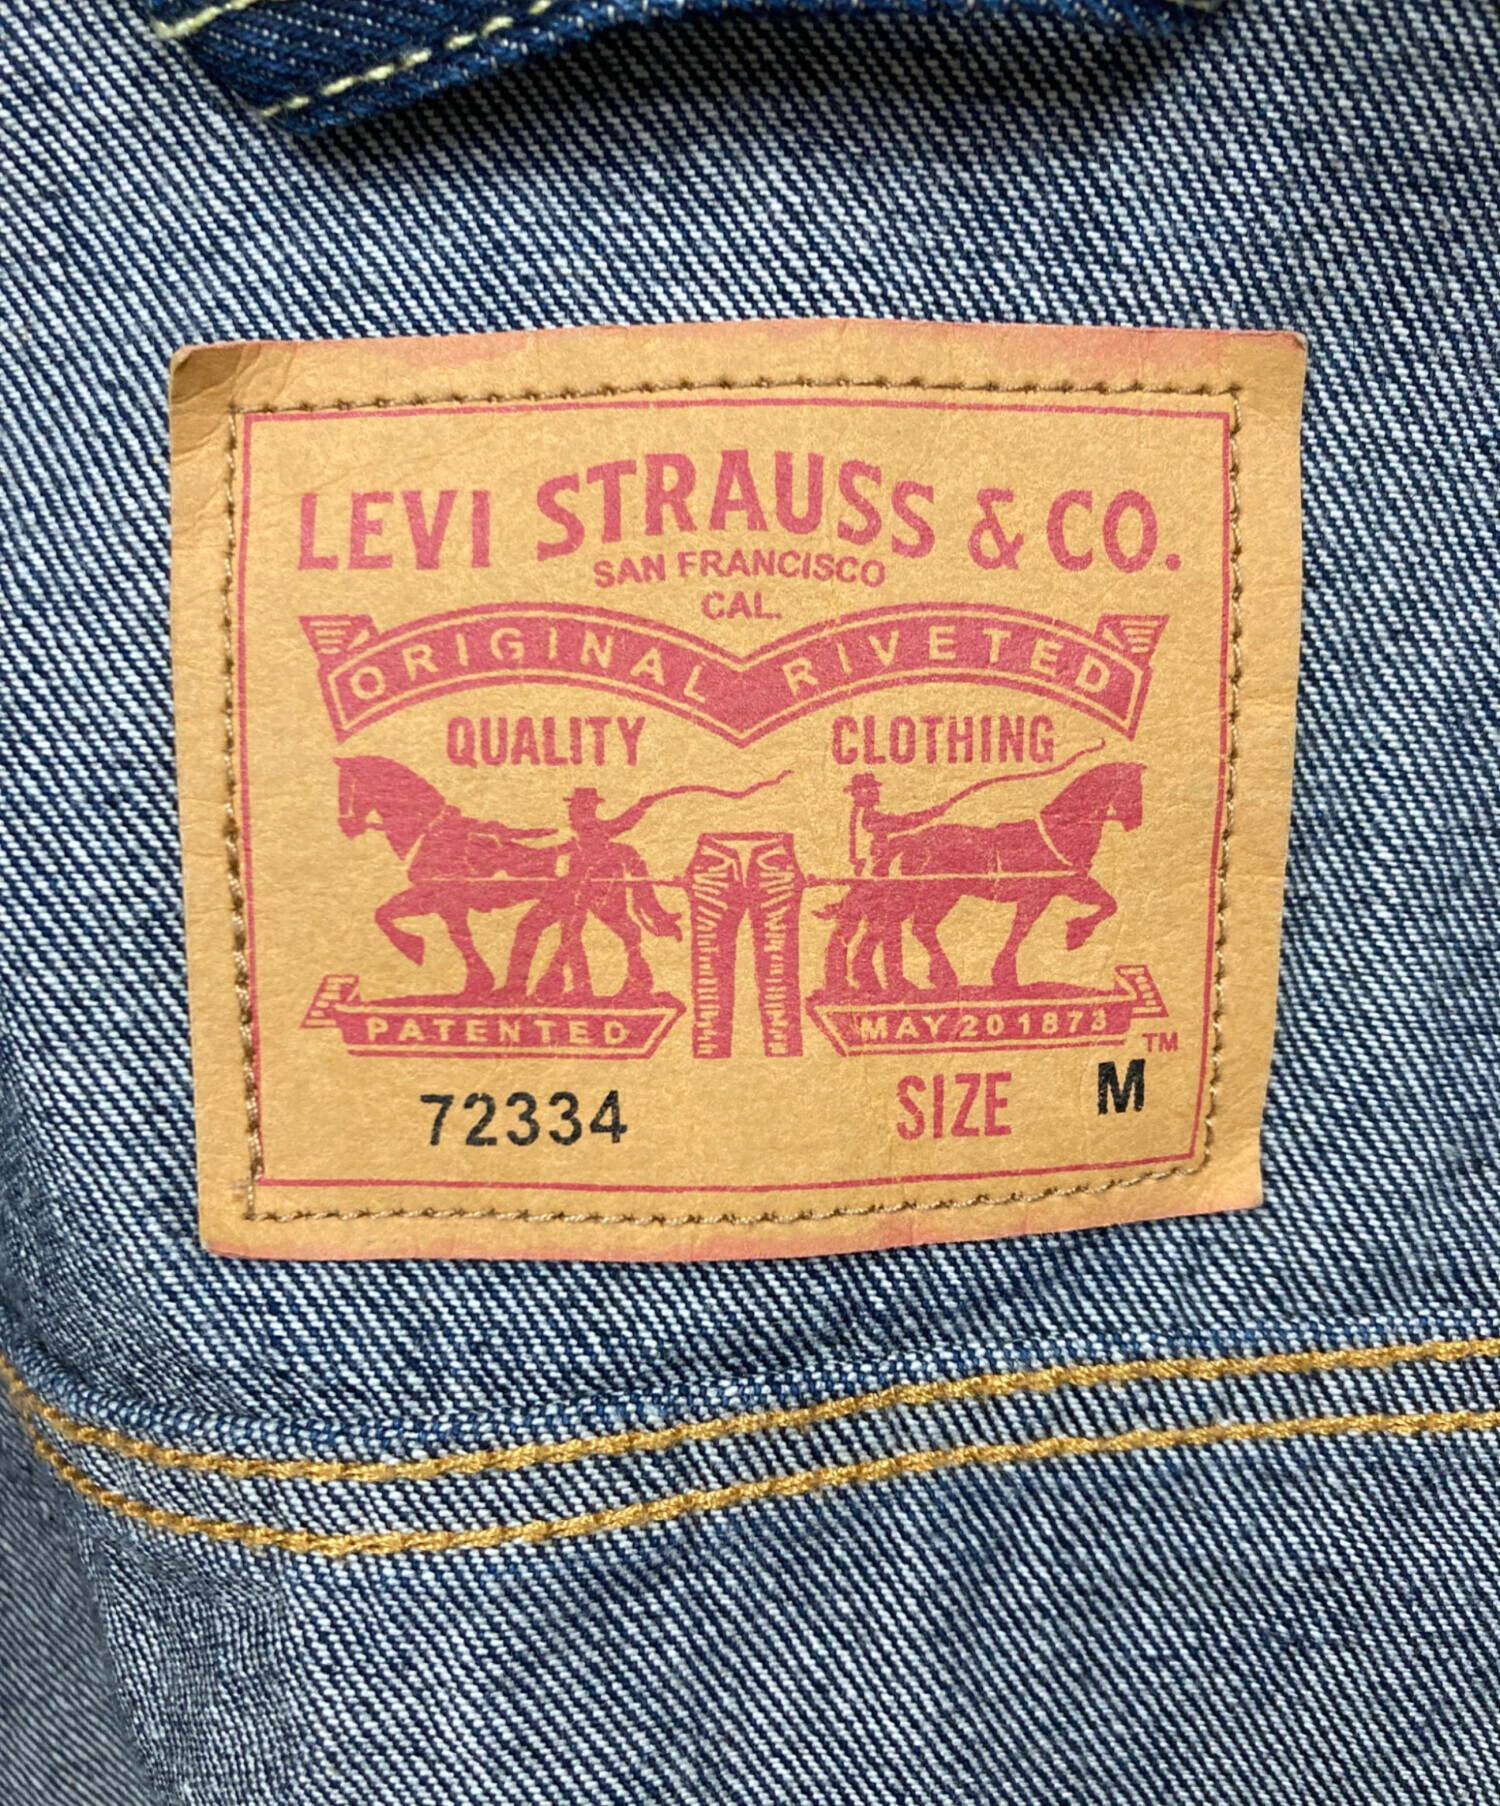 LEVI STRAUSS & CO.
SAN FRANCISCO
CAL.
ORIGINAL RIVETED
QUALITY CLOTHING
PATENTED MAY 20 1873 TM
72334 SIZE M